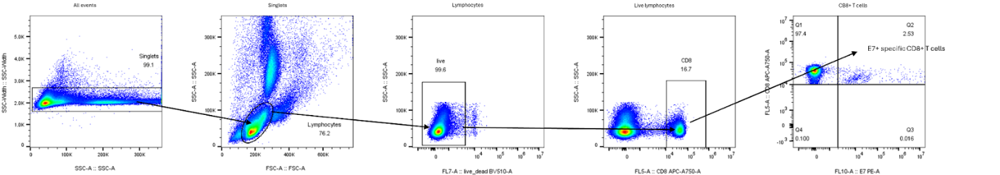 All events
Singlets
Lymphocytes
Live lymphocytes
CB8+ T cells
SSC-Width :: SSC-Width
5.0K
4.0K
3.0K
2.0K
1.0K
0
Singlets
99.1
0
100K
200K
300K
SSC-A :: SSC-A
SSC-A :: SSC-A
300K
200K
100K
0
Lymphocytes
76.2
0
200K
400K
600K
FSC-A :: FSC-A
SSC-A :: SSC-A
300K
200K
100K
0
live
99.6
0
10^4
10^5
10^6
10^7
FL7-A :: live_dead BV510-A
SSC-A :: SSC-A
300K
200K
100K
0
CD8
16.7
0
10^4
10^5
10^6
10^7
FL5-A :: CD8 APC-A750-A
FL5-A :: CD8 APC-A750-A
10^7
10^6
10^5
10^4
10^3
0
-10^3
Q1
97.4
Q2
2.53
E7+ specific CD8+ T cells
Q4
0.100
Q3
0.016
0
10^4
10^5
10^6
10^7
FL10-A :: E7 PE-A